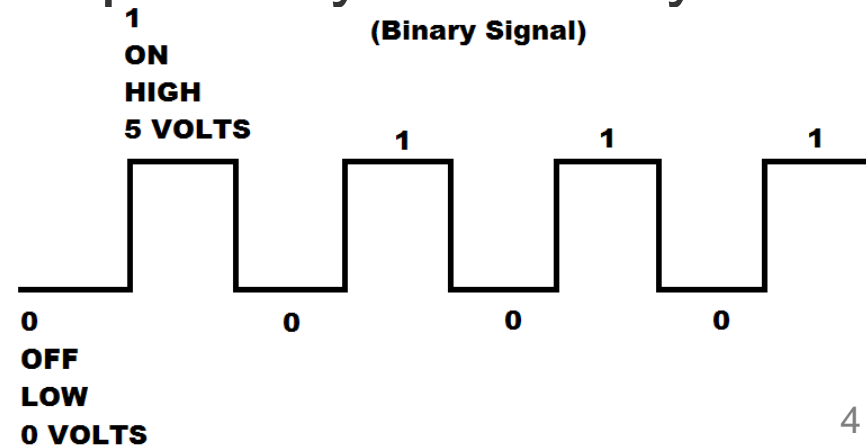 1
ON
HIGH
5 VOLTS
(Binary Signal)
1
1
1
0
OFF
LOW
0 VOLTS
0
0
0
4